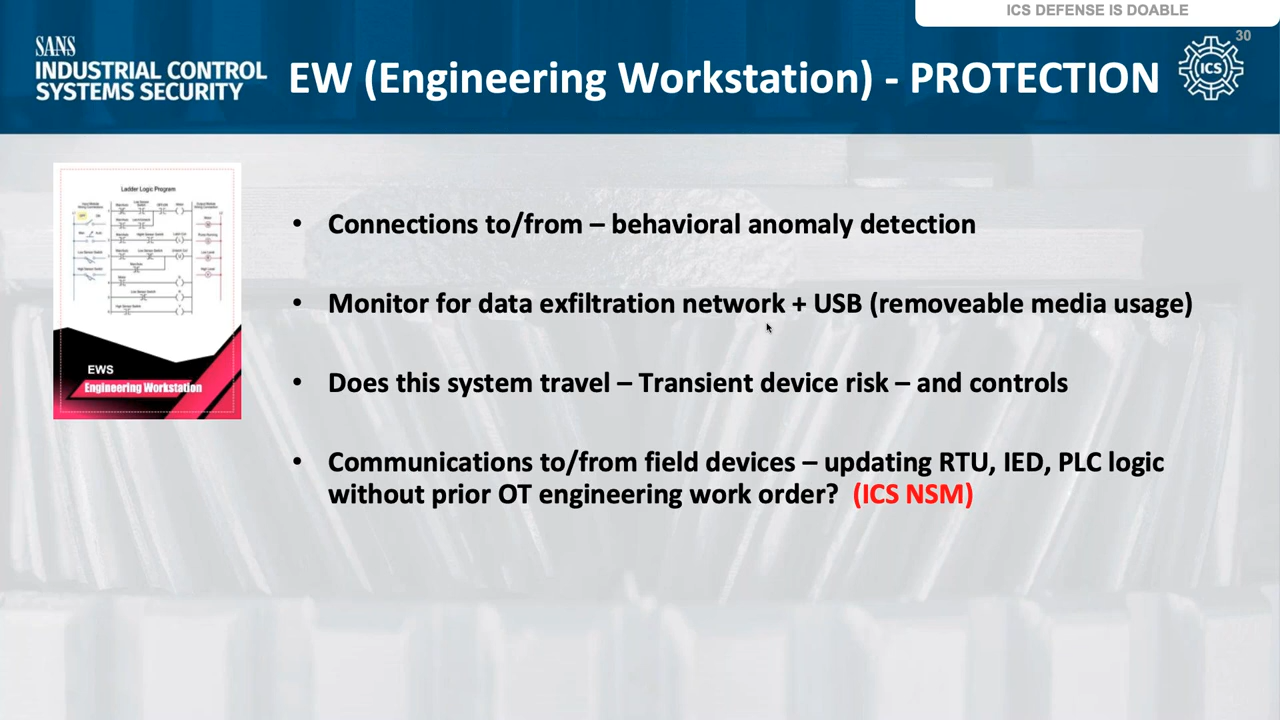 ICS DEFENSE IS DOABLE
30
SANS
INDUSTRIAL CONTROL
SYSTEMS SECURITY
EW (Engineering Workstation) - PROTECTION
ICS
Ladder Logic Program
EWS
Engineering Workstation
• Connections to/from – behavioral anomaly detection
• Monitor for data exfiltration network + USB (removeable media usage)
• Does this system travel – Transient device risk – and controls
• Communications to/from field devices – updating RTU, IED, PLC logic
without prior OT engineering work order? (ICS NSM)